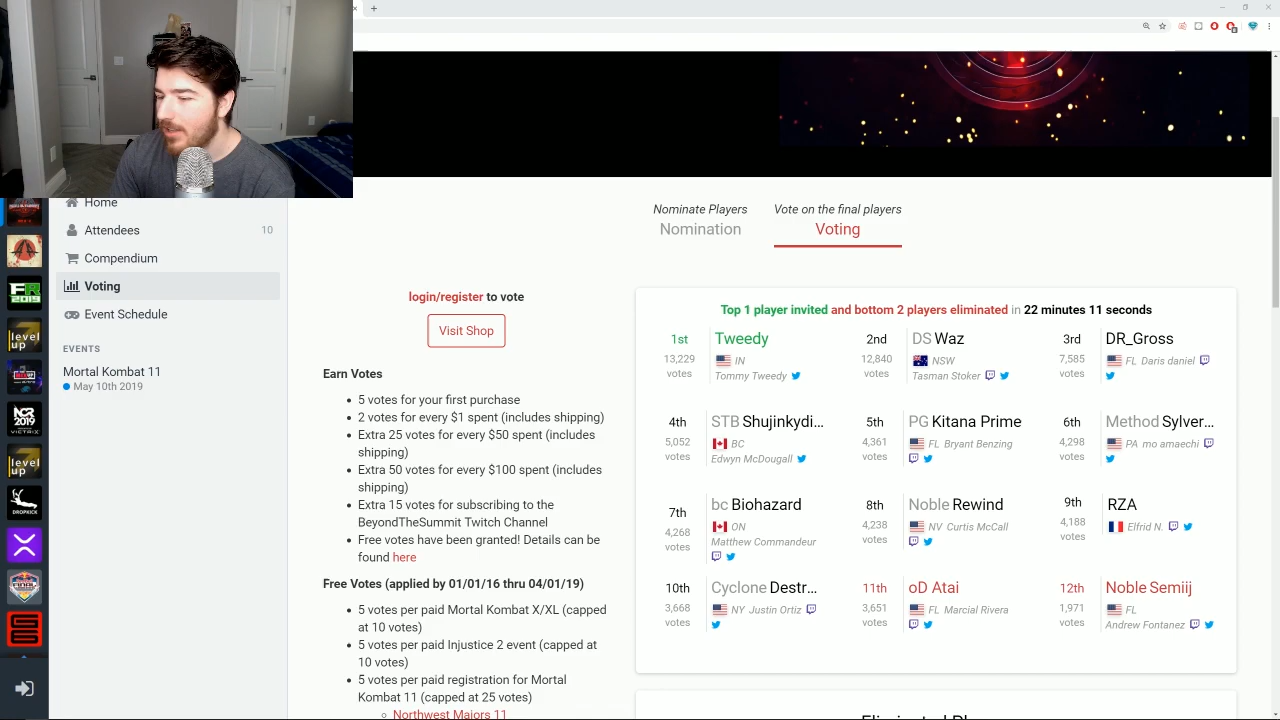 Home
Attendees 10
Compendium
Voting
Event Schedule
EVENTS
Mortal Kombat 11
May 10th 2019
FR
2019
level
up
NCR
2019
VICTRIX
level
up
DROPKICK
Nominate Players
Nomination
Vote on the final players
Voting
login/register to vote
Visit Shop
Earn Votes
5 votes for your first purchase
2 votes for every $1 spent (includes shipping)
Extra 25 votes for every $50 spent (includes
shipping)
Extra 50 votes for every $100 spent (includes
shipping)
Extra 15 votes for subscribing to the
BeyondTheSummit Twitch Channel
Free votes have been granted! Details can be
found here
Free Votes (applied by 01/01/16 thru 04/01/19)
5 votes per paid Mortal Kombat X/XL (capped
at 10 votes)
5 votes per paid Injustice 2 event (capped at
10 votes)
5 votes per paid registration for Mortal
Kombat 11 (capped at 25 votes)
Northwest Majors 11
Top 1 player invited and bottom 2 players eliminated in 22 minutes 11 seconds
1st
13,229
votes
Tweedy
IN
Tommy Tweedy
2nd
12,840
votes
DS Waz
NSW
Tasman Stoker
3rd
7,585
votes
DR_Gross
FL Daris daniel
4th
5,052
votes
STB Shujinkydi...
BC
Edwyn McDougall
5th
4,361
votes
PG Kitana Prime
FL Bryant Benzing
6th
4,298
votes
Method Sylver...
PA mo amaechi
7th
4,268
votes
bc Biohazard
ON
Matthew Commandeur
8th
4,238
votes
Noble Rewind
NV Curtis McCall
9th
4,188
votes
RZA
Elfrid N.
10th
3,668
votes
Cyclone Destr...
NY Justin Ortiz
11th
3,651
votes
oD Atai
FL Marcial Rivera
12th
1,971
votes
Noble Semiij
FL
Andrew Fontanez